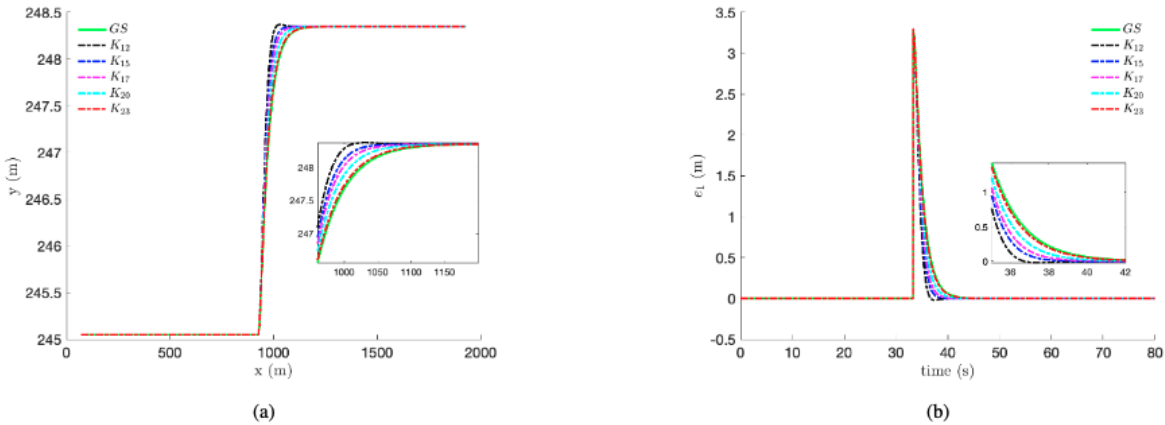 248.5
248
247.5
247
246.5
246
245.5
245
y (m)
GS
K12
K15
K17
K20
K23
248
247.5
247
1000 1050 1100 1150
0 500 1000 1500 2000
x (m)
(a)
3.5
3
2.5
2
1.5
1
0.5
0
-0.5
e1 (m)
GS
K12
K15
K17
K20
K23
1
0.5
0
36 38 40 42
0 10 20 30 40 50 60 70 80
time (s)
(b)